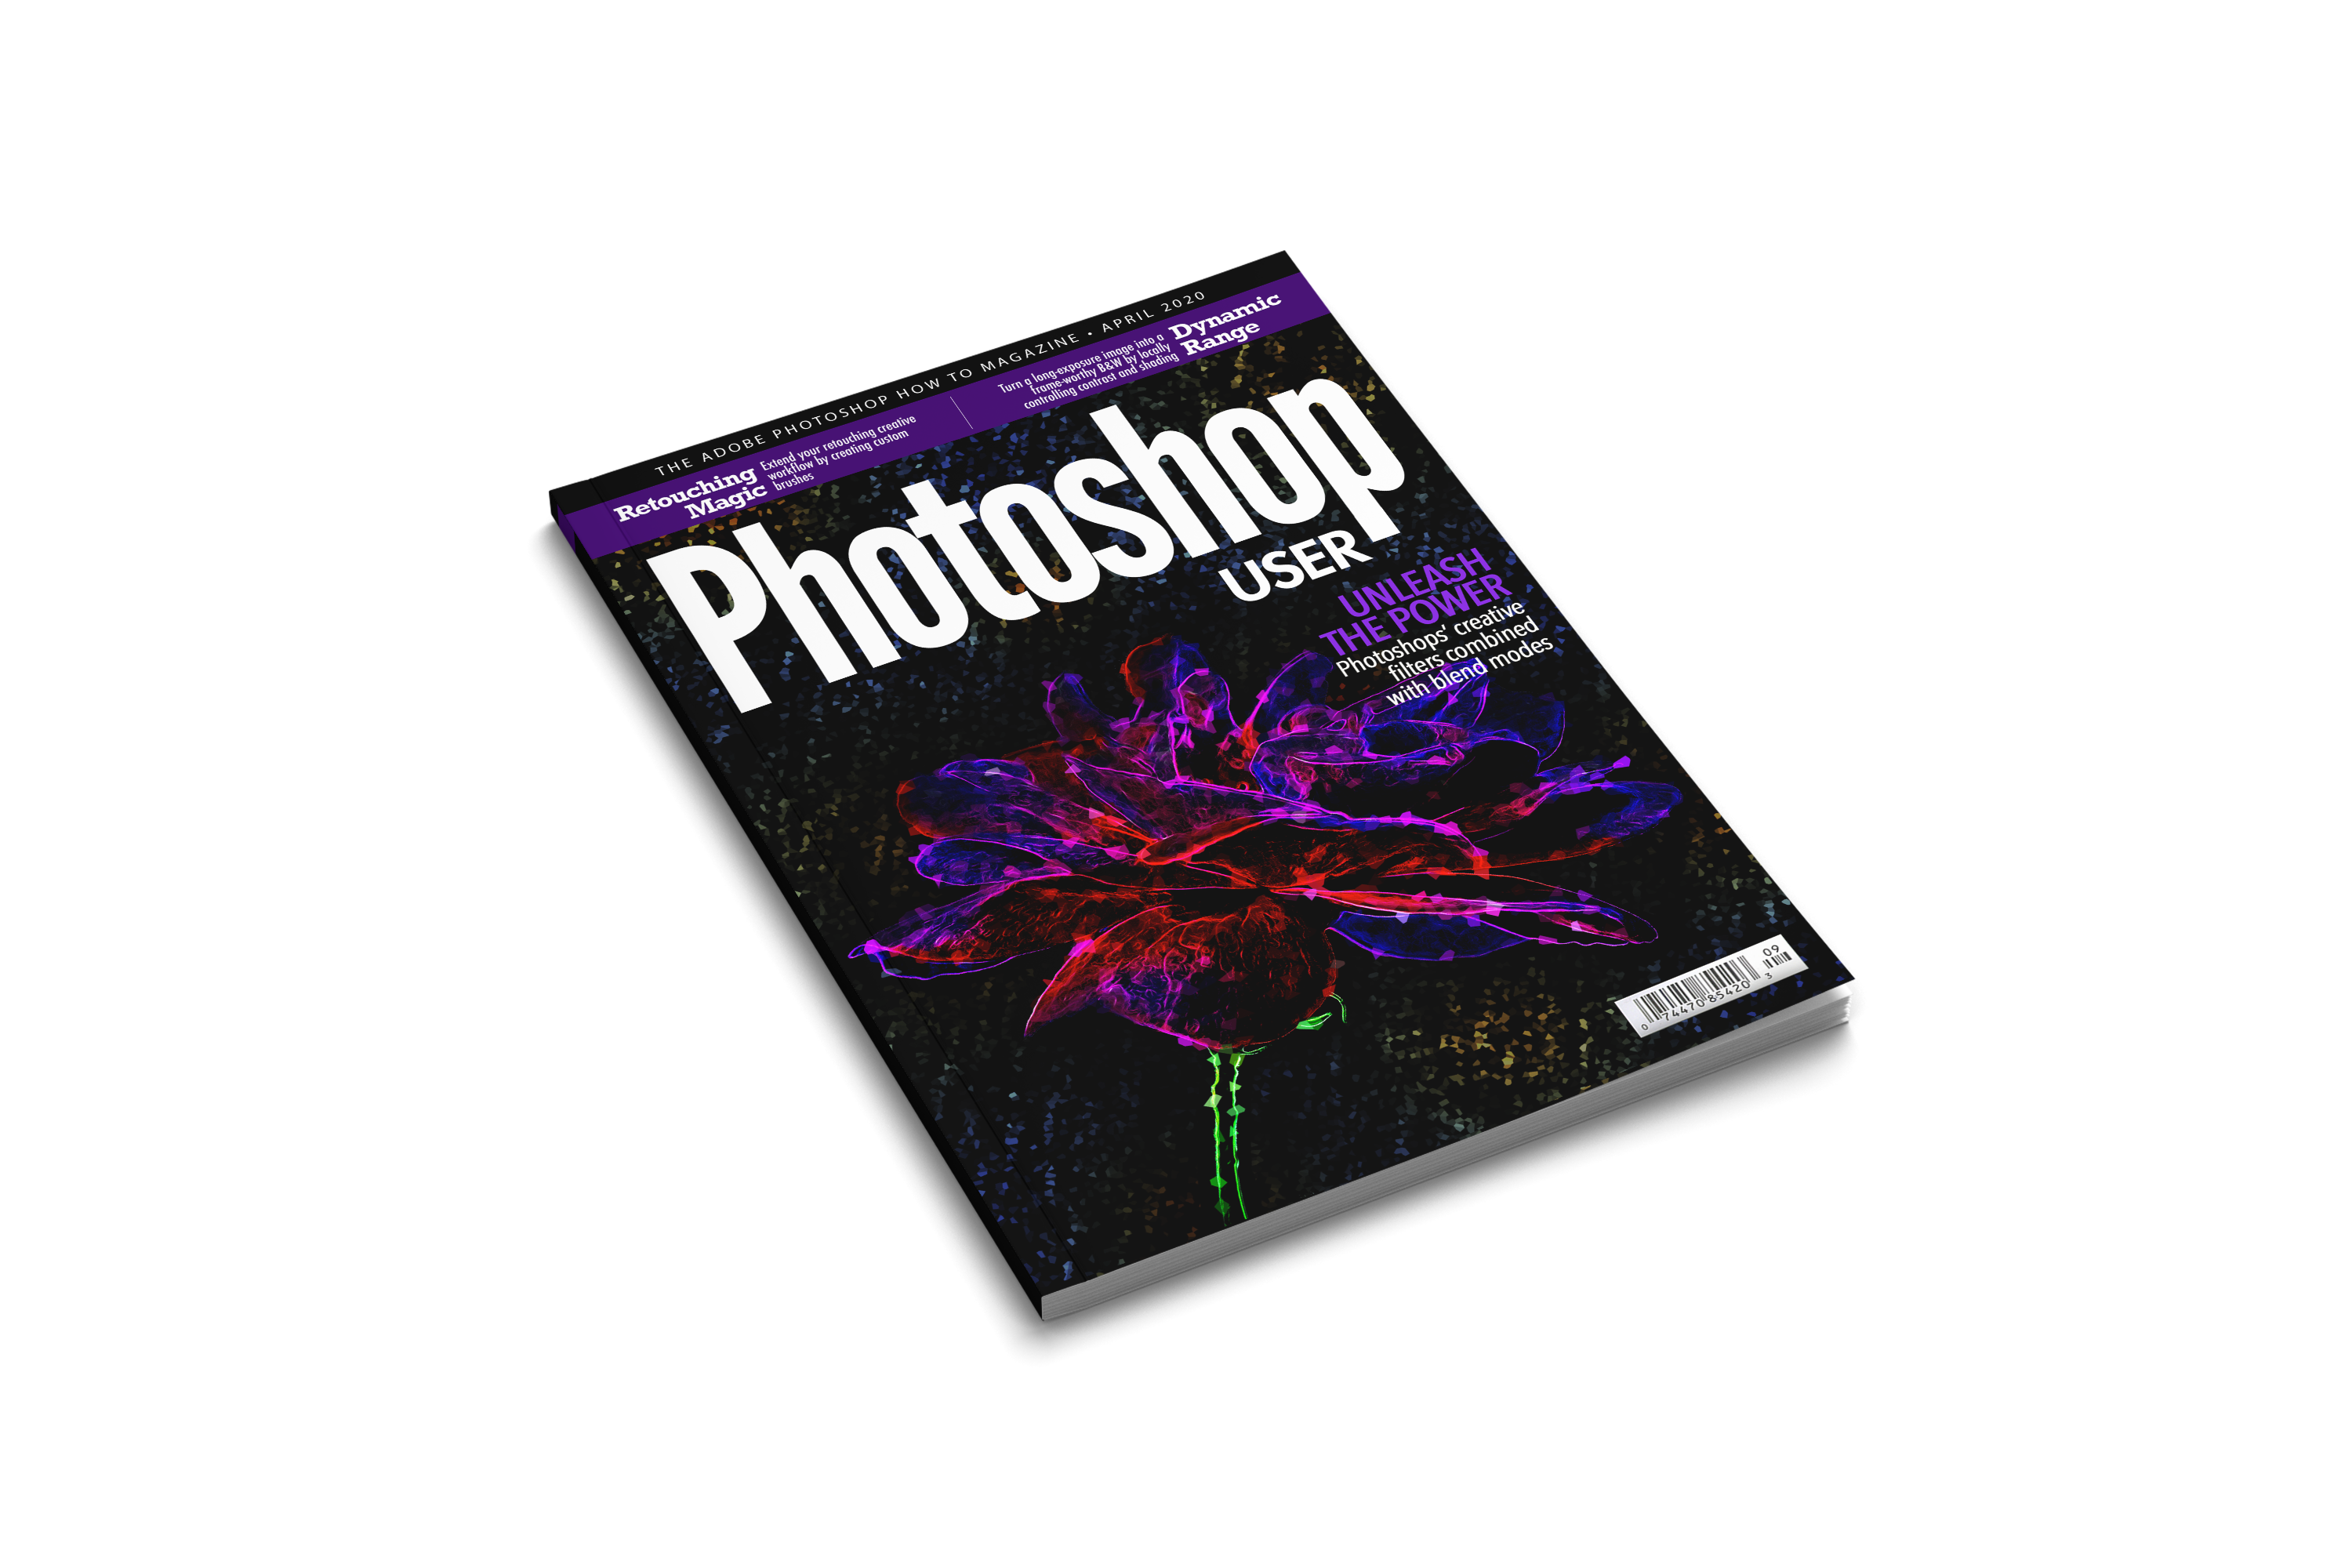 THE ADOBE PHOTOSHOP HOW TO MAGAZINE • APRIL 2020
Retouching
Magic
Extend your retouching creative
workflow by creating custom
brushes
Turn a long-exposure image into a
frame-worthy B&W by locally
controlling contrast and shading
Dynamic
Range
Photoshop
USER
UNLEASH
THE POWER
Photoshops' creative
filters combined
with blend modes
09
0 74470 85420 3